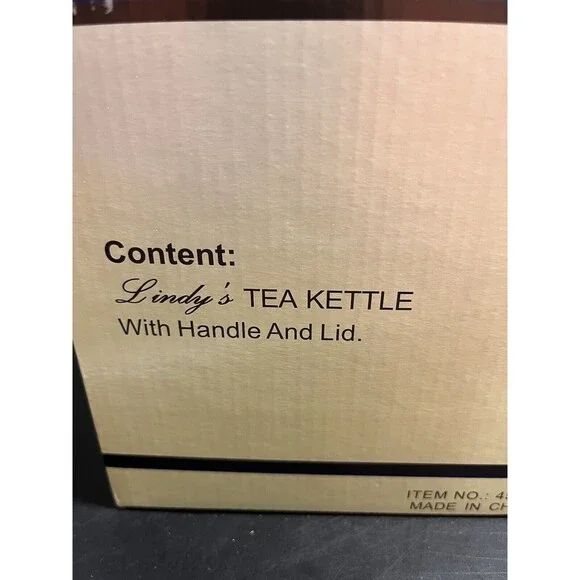 Content:
Lindy's TEA KETTLE
With Handle And Lid.
ITEM NO.:
MADE IN